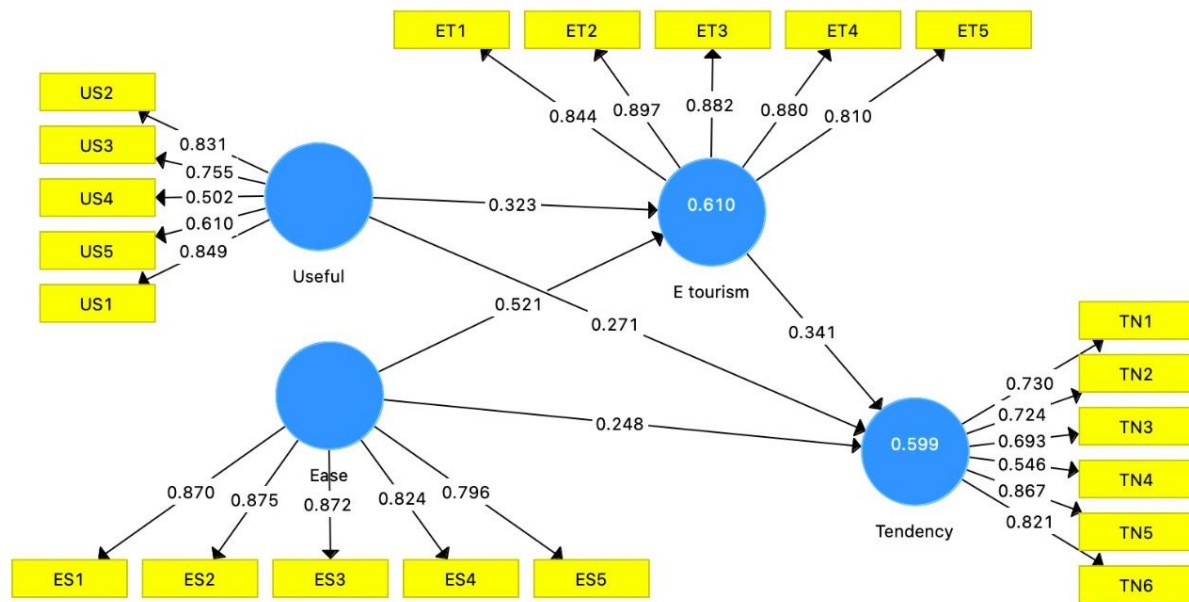 ET1
ET2
ET3
ET4
ET5
0.844
0.897
0.882
0.880
0.810
US2
US3
US4
US5
US1
0.831
0.755
0.502
0.610
0.849
Useful
0.323
0.610
E tourism
0.521
0.271
0.341
Ease
0.248
0.599
Tendency
TN1
TN2
TN3
TN4
TN5
TN6
0.730
0.724
0.693
0.546
0.867
0.821
0.870
0.875
0.872
0.824
0.796
ES1
ES2
ES3
ES4
ES5